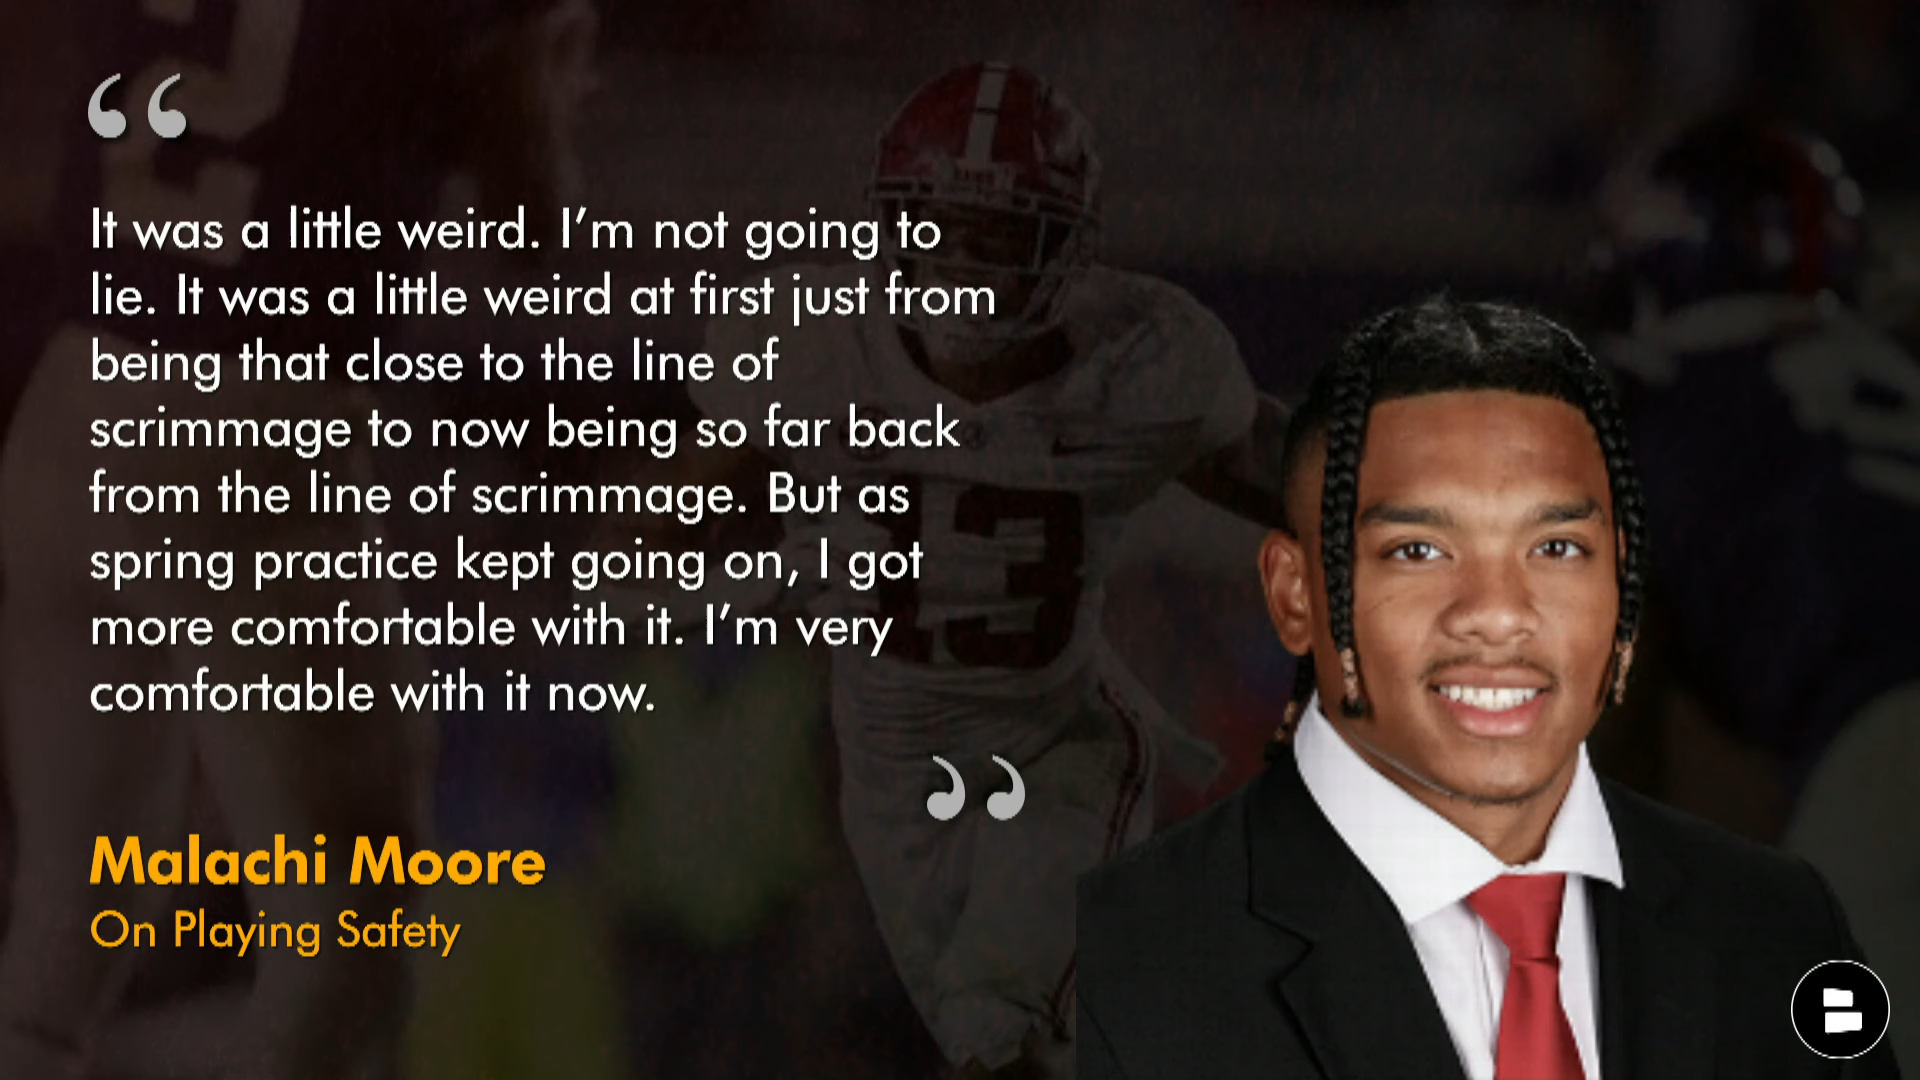 “
It was a little weird. I’m not going to
lie. It was a little weird at first just from
being that close to the line of
scrimmage to now being so far back
from the line of scrimmage. But as
spring practice kept going on, I got
more comfortable with it. I’m very
comfortable with it now.
”
Malachi Moore
On Playing Safety
13